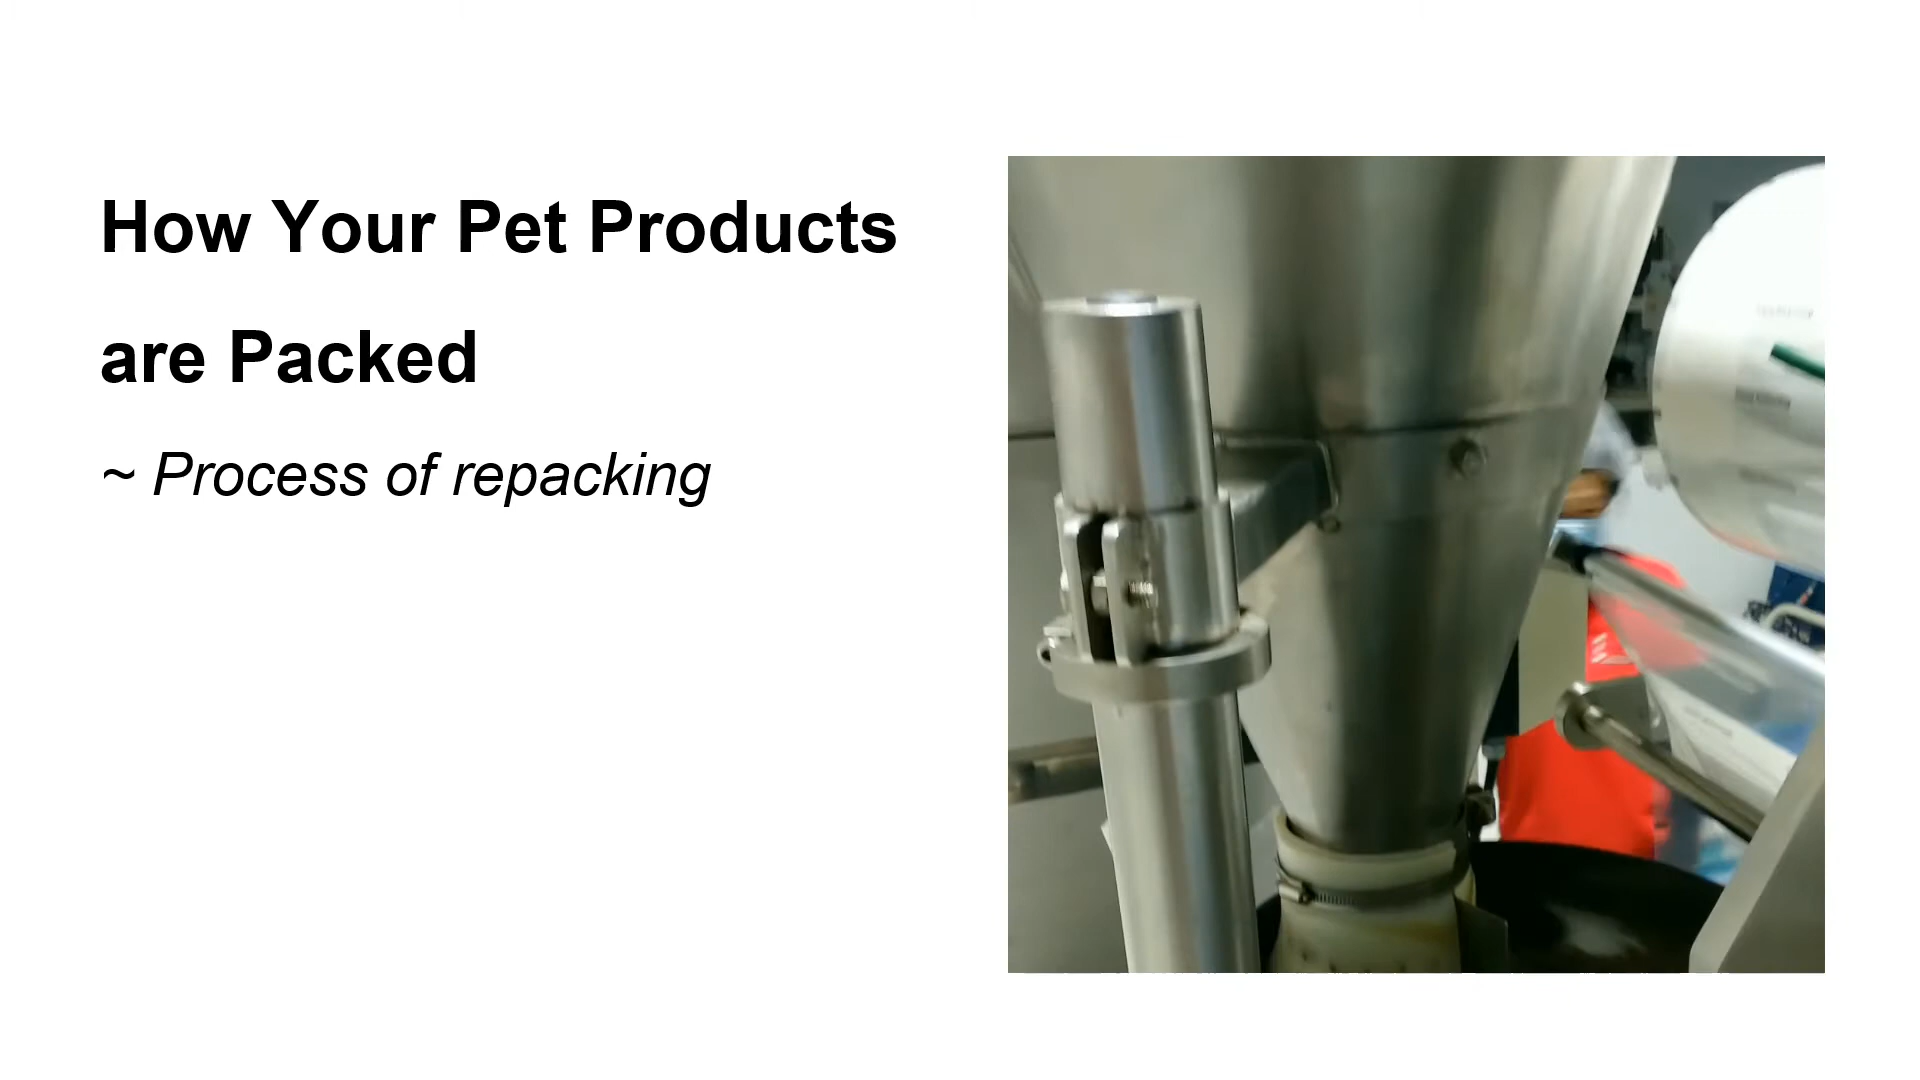 How Your Pet Products
are Packed
~ Process of repacking